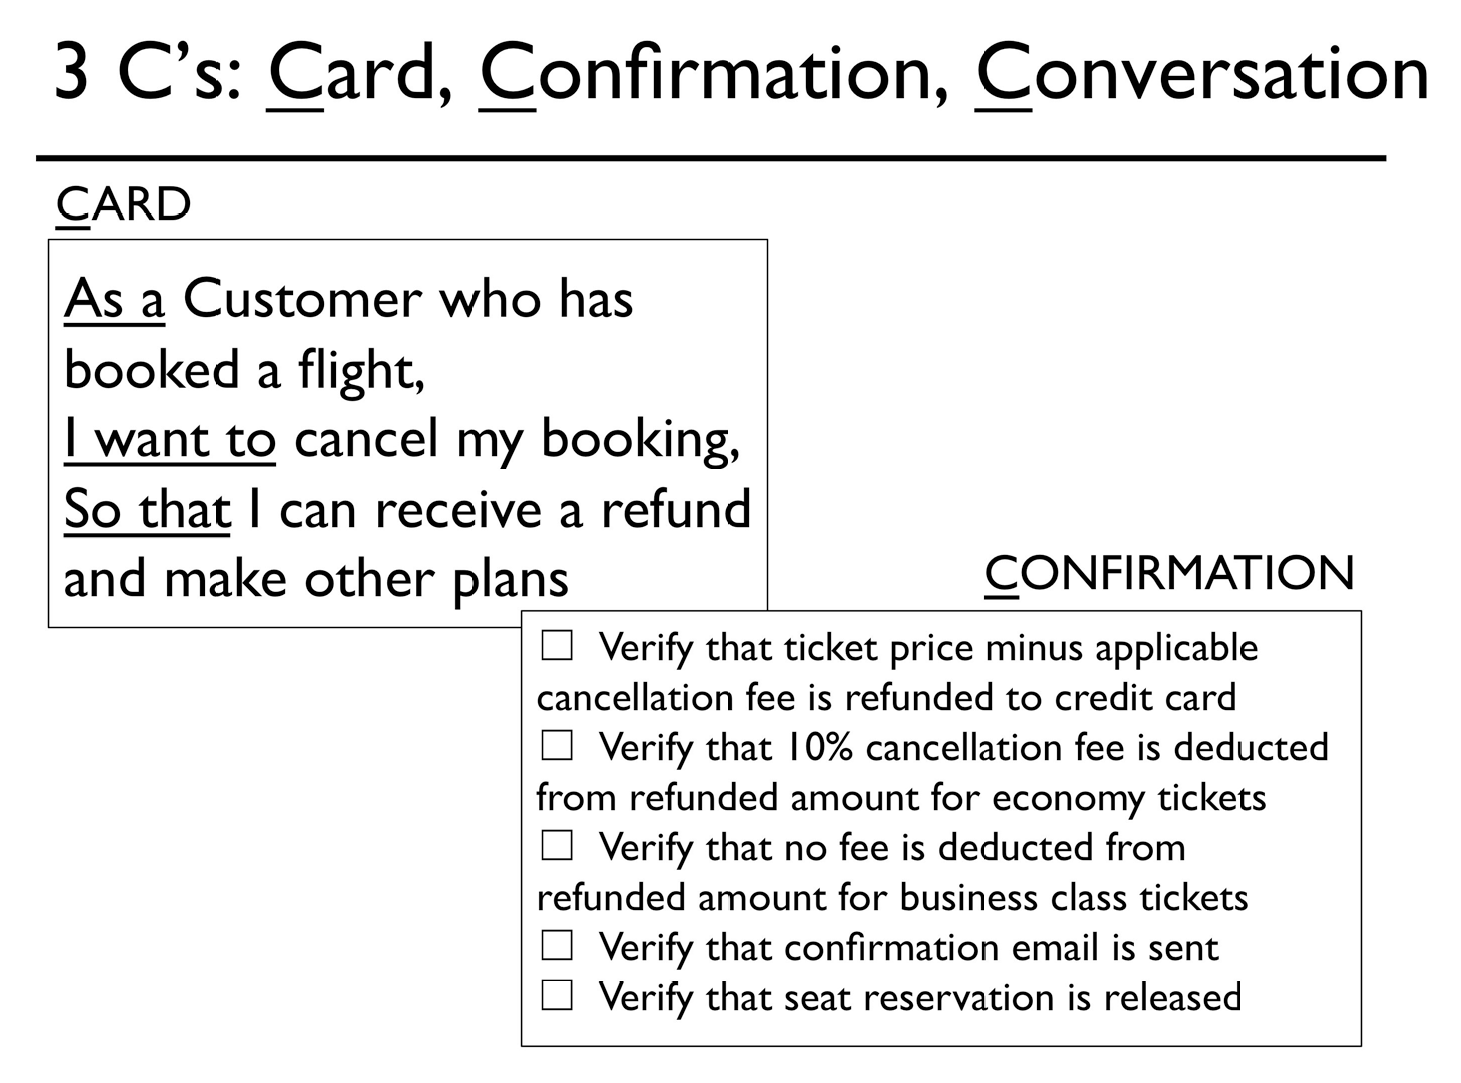 3 C’s: Card, Confirmation, Conversation
CARD
As a Customer who has
booked a flight,
I want to cancel my booking,
So that I can receive a refund
and make other plans
CONFIRMATION
☐ Verify that ticket price minus applicable
cancellation fee is refunded to credit card
☐ Verify that 10% cancellation fee is deducted
from refunded amount for economy tickets
☐ Verify that no fee is deducted from
refunded amount for business class tickets
☐ Verify that confirmation email is sent
☐ Verify that seat reservation is released